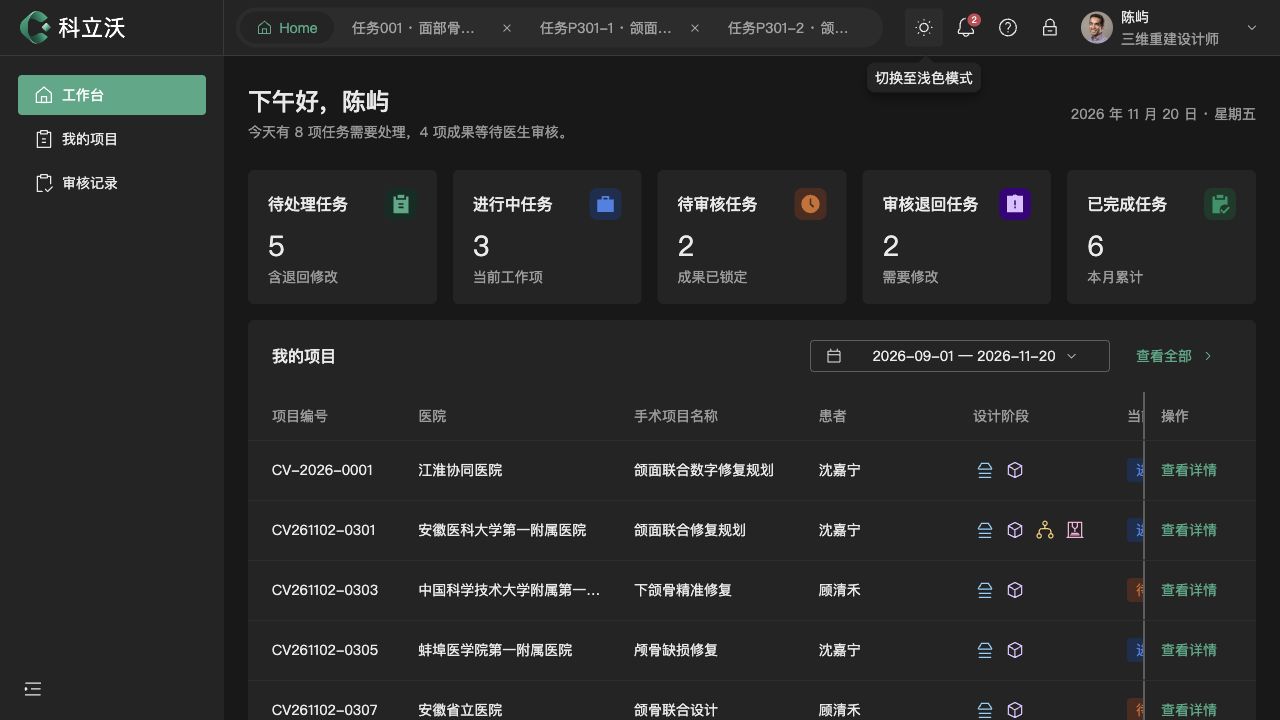 科立沃
Home
任务001 · 面部骨...
任务P301-1 · 颌面...
任务P301-2 · 颌...
2
陈屿
三维重建设计师
切换至浅色模式
工作台
我的项目
审核记录
下午好，陈屿
今天有 8 项任务需要处理，4 项成果等待医生审核。
2026 年 11 月 20 日 · 星期五
待处理任务
5
含退回修改
进行中任务
3
当前工作项
待审核任务
2
成果已锁定
审核退回任务
2
需要修改
已完成任务
6
本月累计
我的项目
2026-09-01 — 2026-11-20
查看全部
项目编号 医院 手术项目名称 患者 设计阶段 操作
CV-2026-0001 江淮协同医院 颌面联合数字修复规划 沈嘉宁 查看详情
CV261102-0301 安徽医科大学第一附属医院 颌面联合修复规划 沈嘉宁 查看详情
CV261102-0303 中国科学技术大学附属第一... 下颌骨精准修复 顾清禾 查看详情
CV261102-0305 蚌埠医学院第一附属医院 颅骨缺损修复 沈嘉宁 查看详情
CV261102-0307 安徽省立医院 颌骨联合设计 顾清禾 查看详情